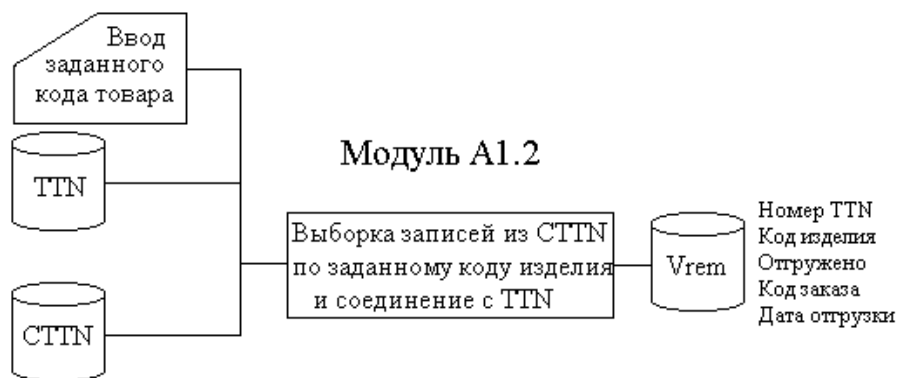 Ввод
заданного
кода товара
TTN
Модуль А1.2
CTTN
Выборка записей из CTTN
по заданному коду изделия
и соединение с TTN
Vrem
Номер TTN
Код изделия
Отгружено
Код заказа
Дата отгрузки